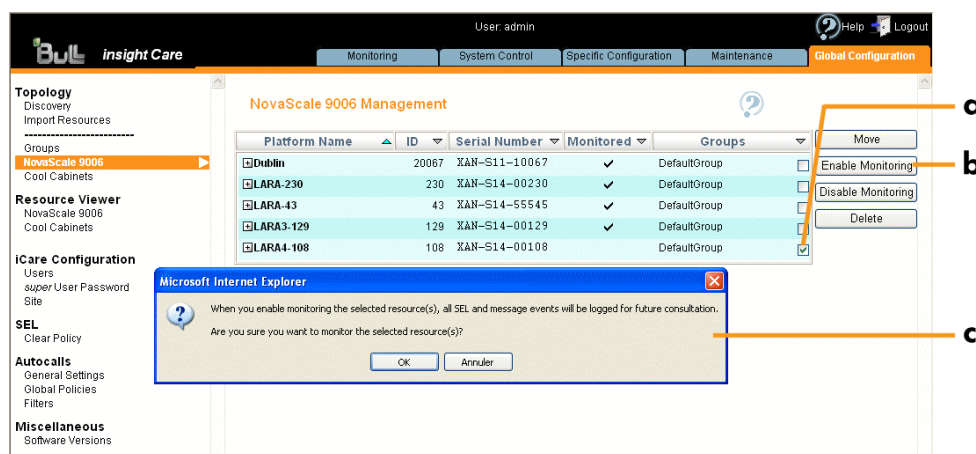 User: admin
Help Logout
Bull insight Care
Monitoring System Control Specific Configuration Maintenance Global Configuration
Topology
Discovery
Import Resources
Groups
NovaScale 9006
Cool Cabinets
Resource Viewer
NovaScale 9006
Cool Cabinets
iCare Configuration
Users
super User Password
Site
SEL
Clear Policy
Autocalls
General Settings
Global Policies
Filters
Miscellaneous
Software Versions
NovaScale 9006 Management
Platform Name ID Serial Number Monitored Groups
Dublin 20067 XAN-S11-10067 DefaultGroup
LARA-230 230 XAN-S14-00230 DefaultGroup
LARA-43 43 XAN-S14-55545 DefaultGroup
LARA3-129 129 XAN-S14-00129 DefaultGroup
LARA4-108 108 XAN-S14-00108 DefaultGroup
Move
Enable Monitoring
Disable Monitoring
Delete
b
c
Microsoft Internet Explorer
When you enable monitoring the selected resource(s), all SEL and message events will be logged for future consultation.
Are you sure you want to monitor the selected resource(s)?
OK Annuler